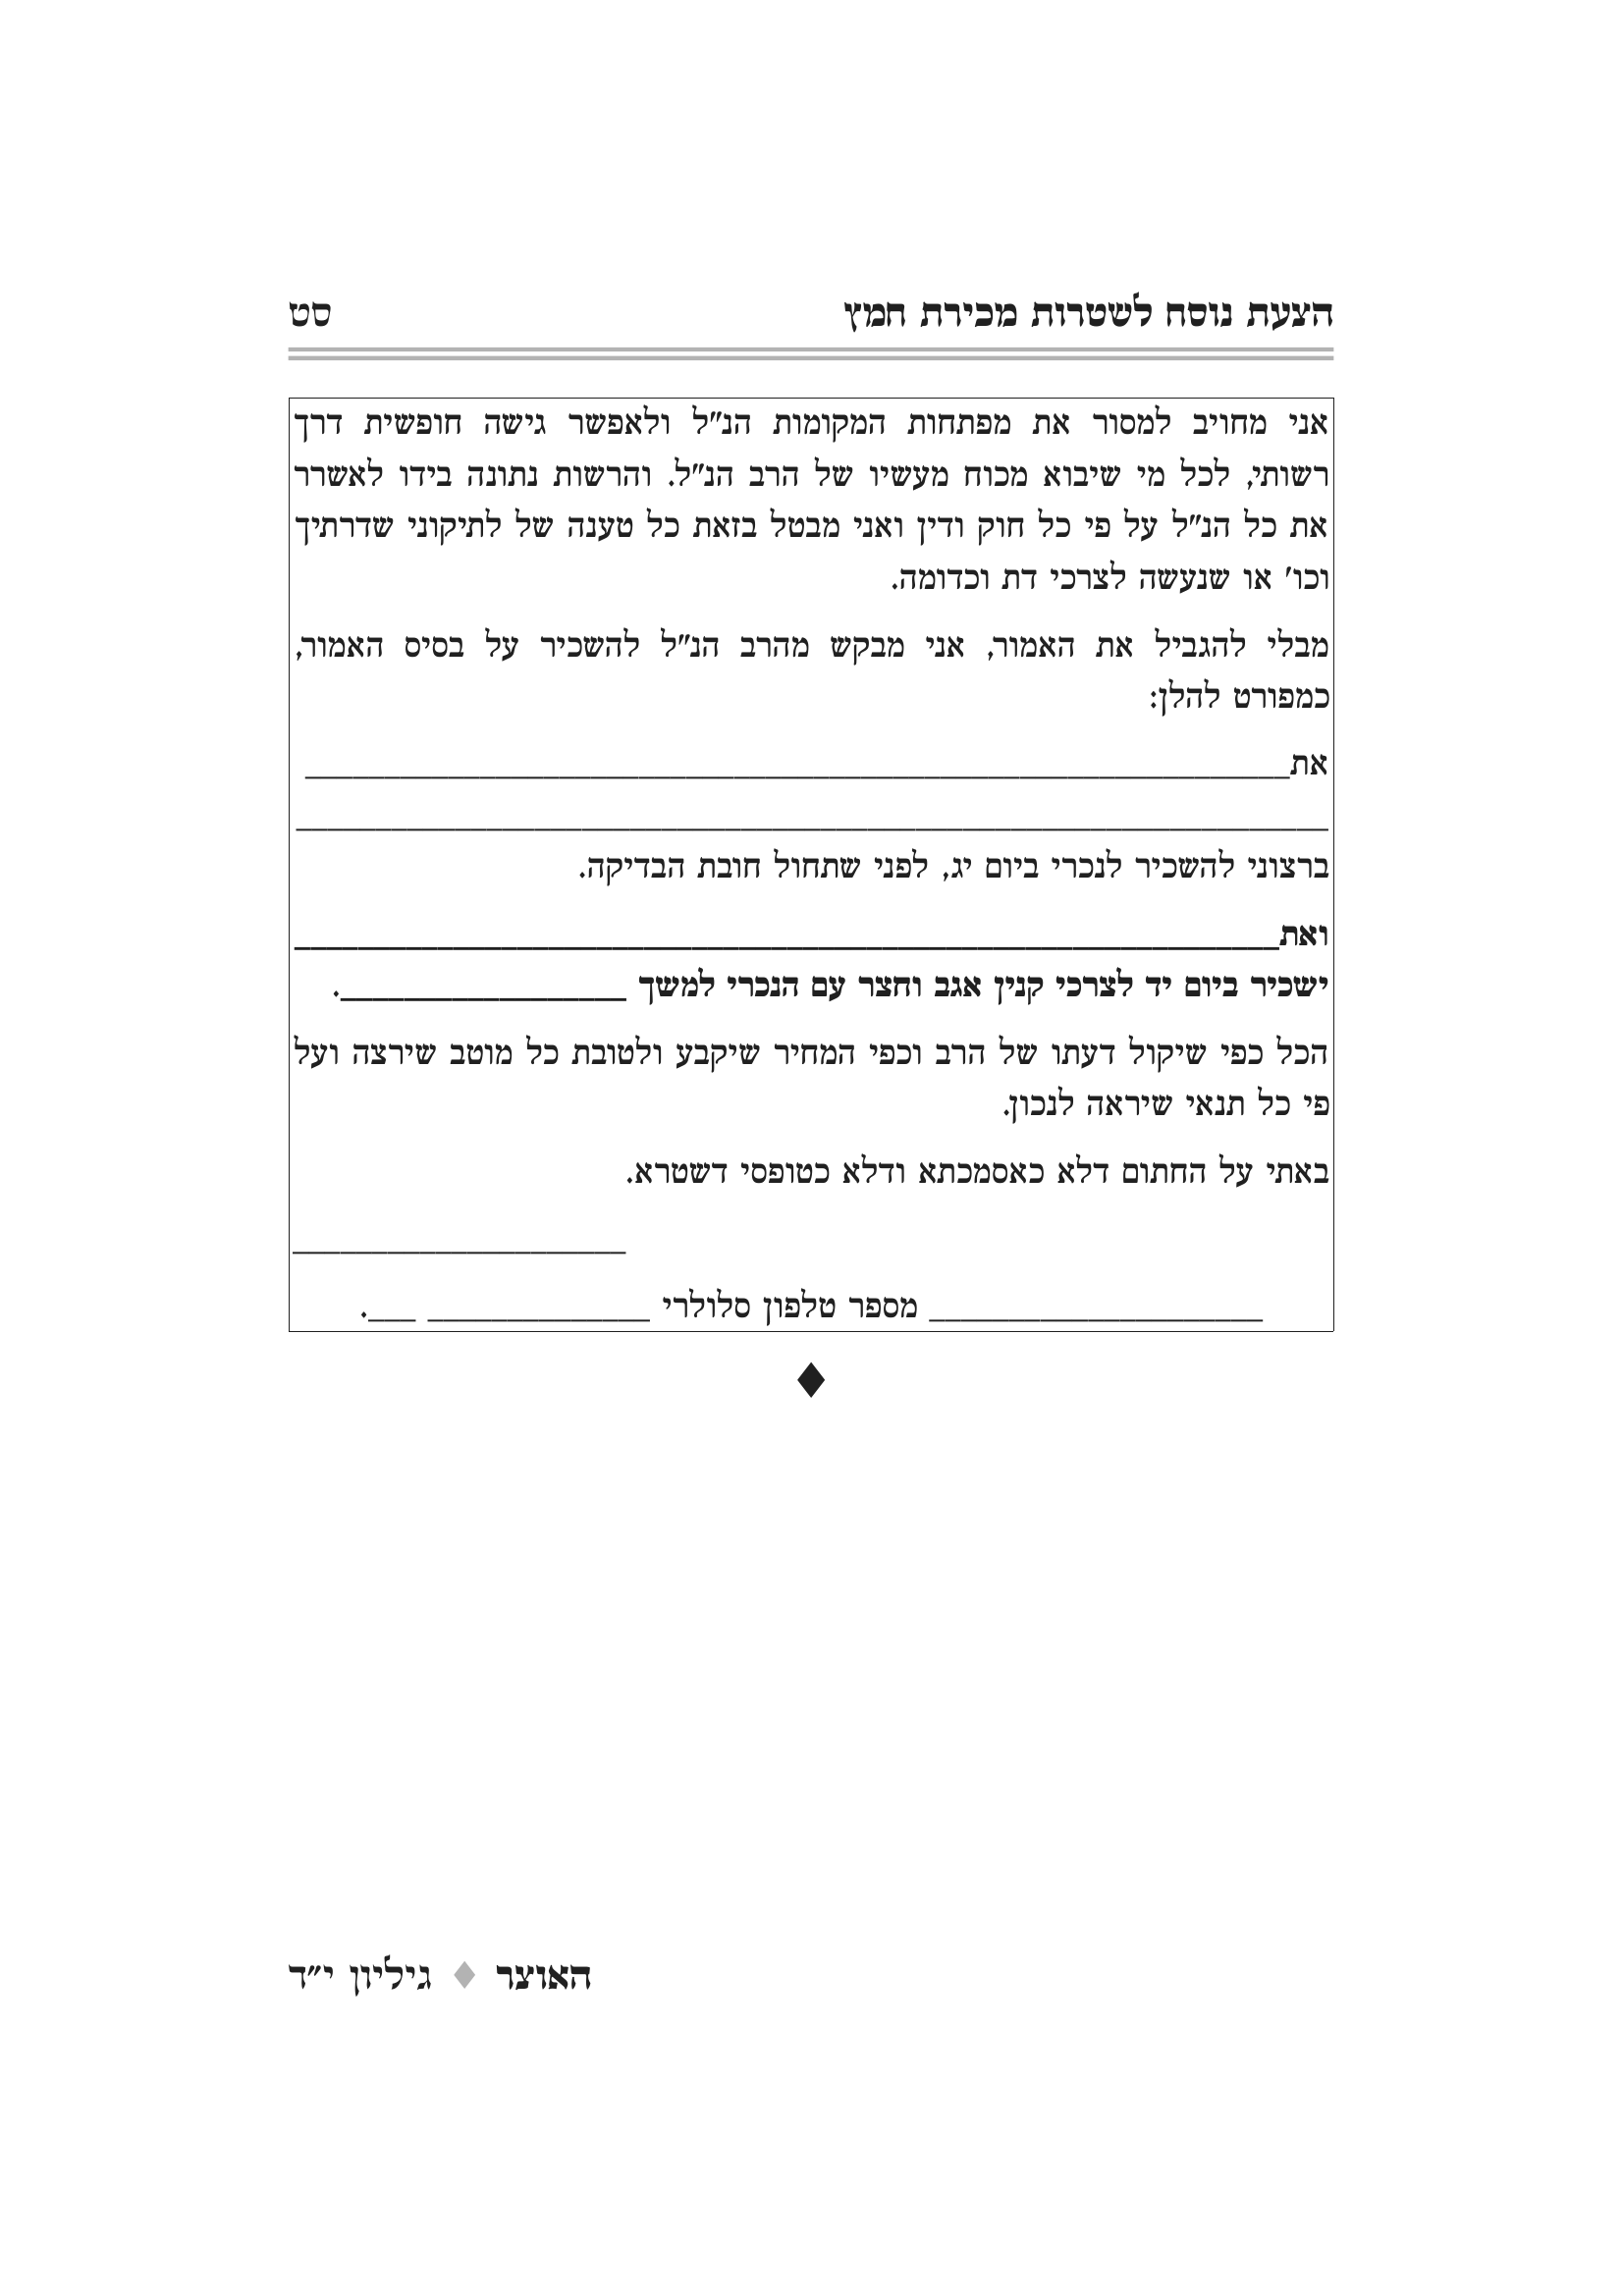 הצעת נוסח לשטרות מכירת חמץ סט
אני מחויב למסור את מפתחות המקומות הנ"ל ולאפשר גישה חופשית דרך
רשותי, לכל מי שיבוא מכוח מעשיו של הרב הנ"ל. והרשות נתונה בידו לאשרר
את כל הנ"ל על פי כל חוק ודין ואני מבטל בזאת כל טענה של לתיקוני שדרתיך
וכו' או שנעשה לצרכי דת וכדומה.
מבלי להגביל את האמור, אני מבקש מהרב הנ"ל להשכיר על בסיס האמור,
כמפורט להלן:
את______________________________________________________________
_________________________________________________________________
ברצוני להשכיר לנכרי ביום יג, לפני שתחול חובת הבדיקה.
ואת______________________________________________________________
ישכיר ביום יד לצרכי קנין אגב וחצר עם הנכרי למשך __________________.
הכל כפי שיקול דעתו של הרב וכפי המחיר שיקבע ולטובת כל מוטב שירצה ועל
פי כל תנאי שיראה לנכון.
באתי על החתום דלא כאסמכתא ודלא כטופסי דשטרא.
_____________________
_____________________ מספר טלפון סלולרי ______________ ___.
♦
האוצר ♦ גיליון י״ד